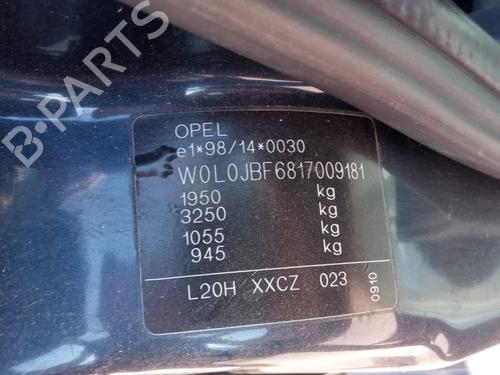 OPEL
e1*98/14*0030
W0L0JBF6817009181
1950 kg
3250 kg
1055 kg
945 kg
L20H XXCZ 023
0910
B-PARTS